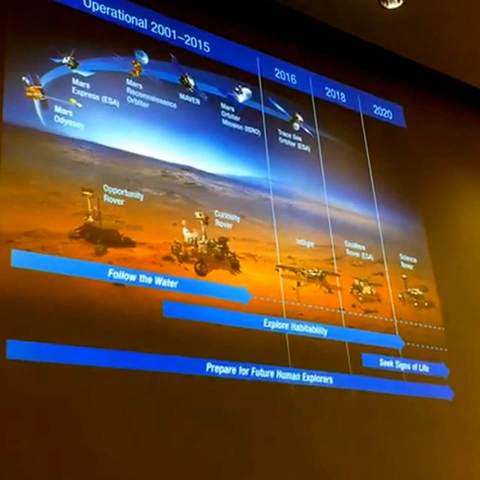 Operational 2001–2015
2016
2018
2020
Mars
Odyssey
Mars
Express (ESA)
Mars
Reconnaissance
Orbiter
MAVEN
Mars
Orbiter
Mission (ISRO)
Trace Gas
Orbiter (ESA)
Opportunity
Rover
Curiosity
Rover
InSight
ExoMars
Rover (ESA)
Science
Rover
Follow the Water
Explore Habitability
Seek Signs of Life
Prepare for Future Human Explorers